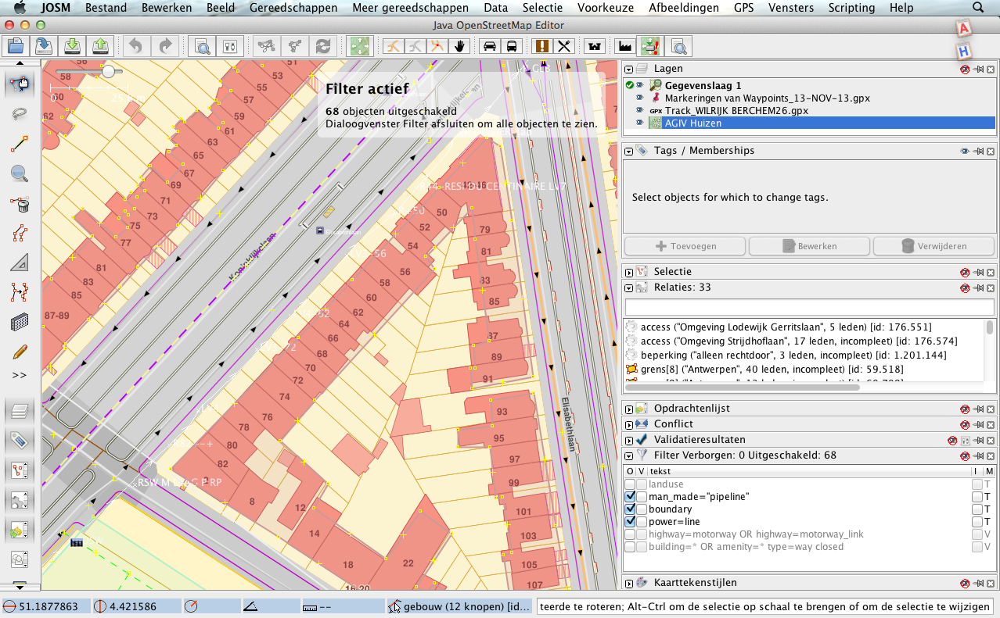 JOSM Bestand Bewerken Beeld Gereedschappen Meer gereedschappen Data Selectie Voorkeuze Afbeeldingen GPS Vensters Scripting Help
Java OpenStreetMap Editor
A
H
Filter actief
68 objecten uitgeschakeld
Dialoogvenster Filter afsluiten om alle objecten te zien.
51
53
55
57
59
61
63
65
67
69
71
73
75
77
81
83
85
87-89
60
62
50
52
54
56
58
60
62
64
66
68
70
72
74
76
78
80
82
8
12
14
18
22
16-20
79
81
83
85
87
89
91
93
95
97
99
101
103
105
107
Koninklijkelaan
Elisabethlaan
Lagen
Gegevenslaag 1
Markeringen van Waypoints_13-NOV-13.gpx
GPX Track_WILRIJK BERCHEM26.gpx
AGIV Huizen
Tags / Memberships
Select objects for which to change tags.
Toevoegen
Bewerken
Verwijderen
Selectie
Relaties: 33
access ("Omgeving Lodewijk Gerritslaan", 5 leden) [id: 176.551]
access ("Omgeving Strijdhoflaan", 17 leden, incompleet) [id: 176.574]
beperking ("alleen rechtdoor", 3 leden, incompleet) [id: 1.201.144]
grens[8] ("Antwerpen", 40 leden, incompleet) [id: 59.518]
Opdrachtenlijst
Conflict
Validatieresultaten
Filter Verborgen: 0 Uitgeschakeld: 68
O V tekst I M
landuse T
man_made="pipeline" T
boundary T
power=line T
highway=motorway OR highway=motorway_link V
building=* OR amenity=* type=way closed V
Kaarttekenstijlen
>>
51.1877863
4.421586
--
gebouw (12 knopen) [id...
teerde te roteren; Alt-Ctrl om de selectie op schaal te brengen of om de selectie te wijzigen